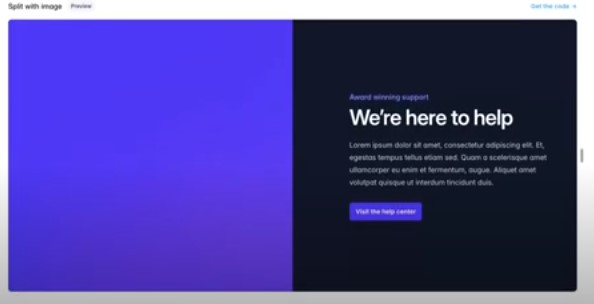 Split with image Preview Get the code →
Award winning support
We're here to help
Lorem ipsum dolor sit amet, consectetur adipiscing elit. Et,
egestas tempus tellus etiam sed. Quam a scelerisque amet
ullamcorper eu enim et fermentum, augue. Aliquet amet
volutpat quisque ut interdum tincidunt duis.
Visit the help center